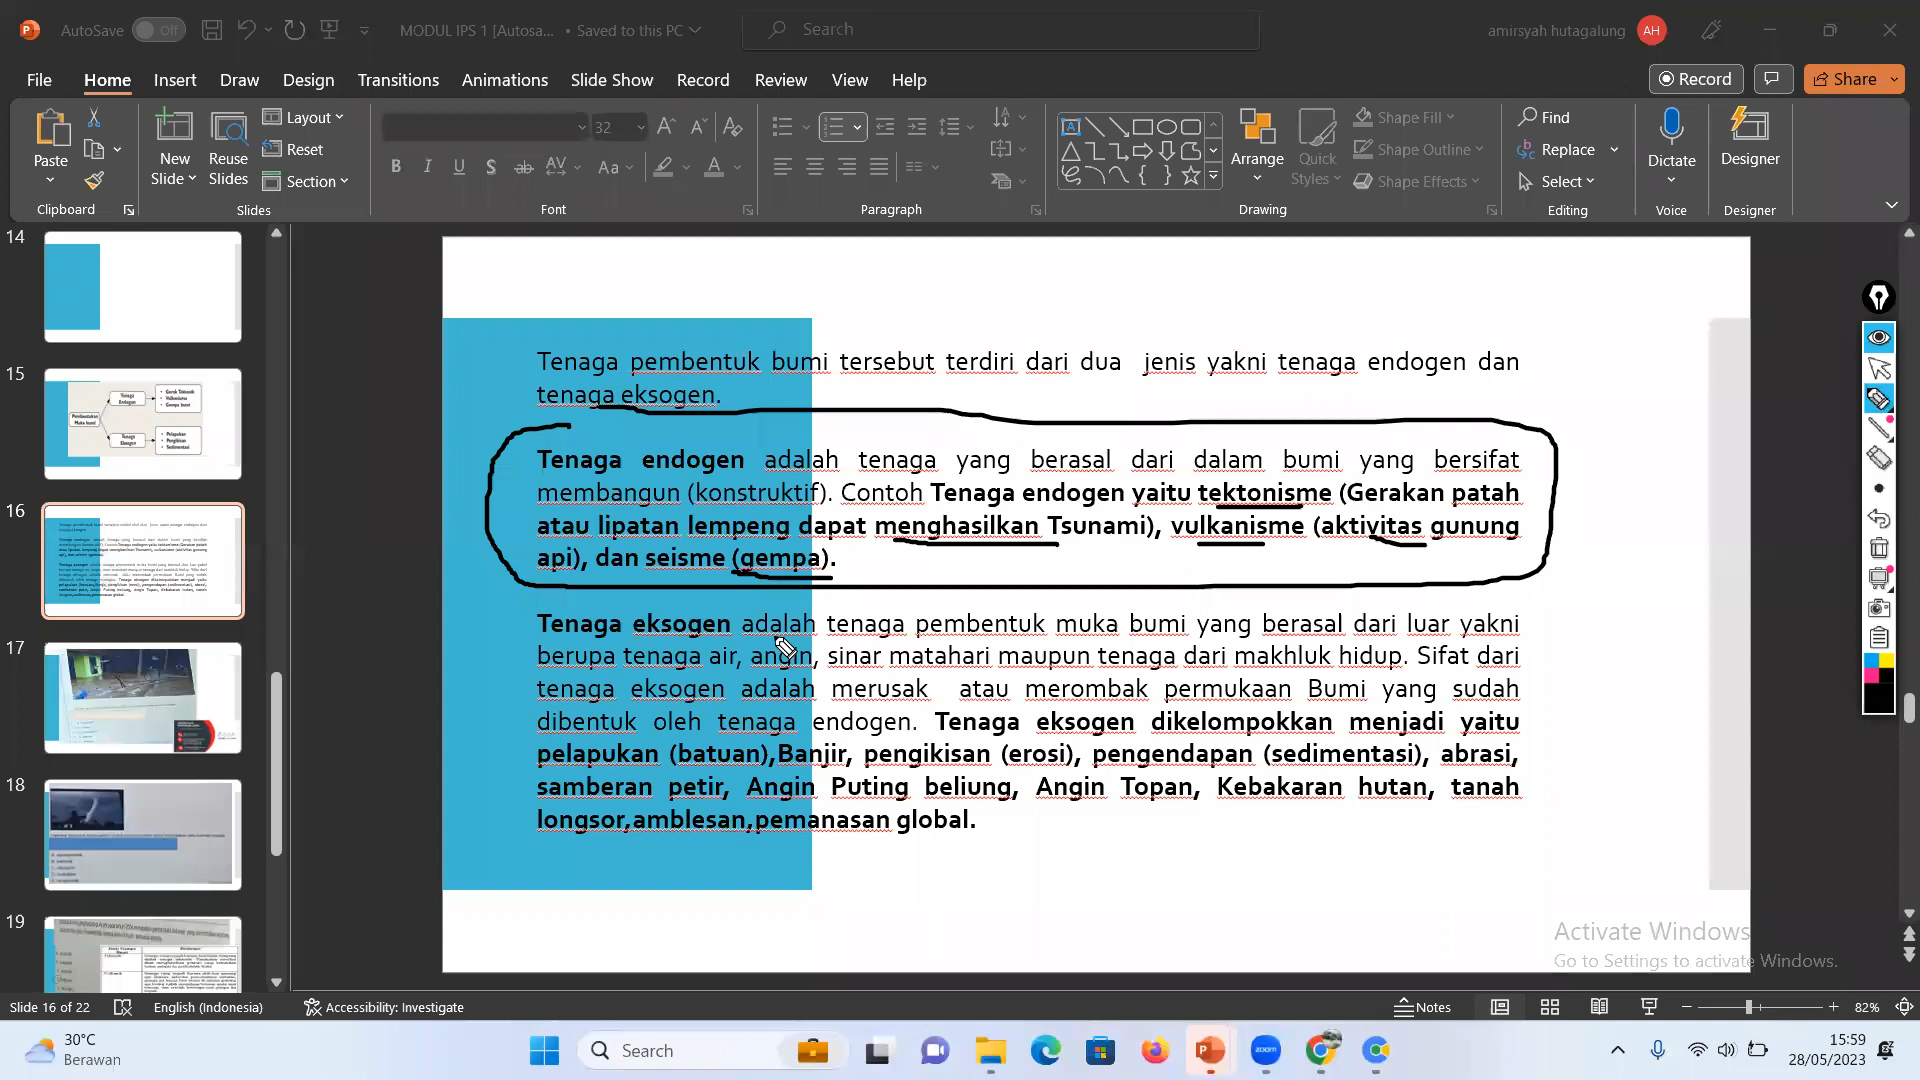 AutoSave Off MODUL IPS 1 [Autosa... • Saved to this PC Search amirsyah hutagalung AH
File Home Insert Draw Design Transitions Animations Slide Show Record Review View Help Record Share
Paste
New Slide
Reuse Slides
Layout
Reset
Section
32
Arrange
Quick Styles
Shape Fill
Shape Outline
Shape Effects
Find
Replace
Select
Dictate
Designer
Clipboard Slides Font Paragraph Drawing Editing Voice Designer
14
15
16
17
18
19
Tenaga pembentuk bumi tersebut terdiri dari dua jenis yakni tenaga endogen dan
tenaga eksogen.
Tenaga endogen adalah tenaga yang berasal dari dalam bumi yang bersifat
membangun (konstruktif). Contoh Tenaga endogen yaitu tektonisme (Gerakan patah
atau lipatan lempeng dapat menghasilkan Tsunami), vulkanisme (aktivitas gunung
api), dan seisme (gempa).
Tenaga eksogen adalah tenaga pembentuk muka bumi yang berasal dari luar yakni
berupa tenaga air, angin, sinar matahari maupun tenaga dari makhluk hidup. Sifat dari
tenaga eksogen adalah merusak atau merombak permukaan Bumi yang sudah
dibentuk oleh tenaga endogen. Tenaga eksogen dikelompokkan menjadi yaitu
pelapukan (batuan),Banjir, pengikisan (erosi), pengendapan (sedimentasi), abrasi,
samberan petir, Angin Puting beliung, Angin Topan, Kebakaran hutan, tanah
longsor,amblesan,pemanasan global.
Activate Windows
Go to Settings to activate Windows.
Slide 16 of 22 English (Indonesia) Accessibility: Investigate Notes 82%
30°C
Berawan
Search
zoom
15:59
28/05/2023